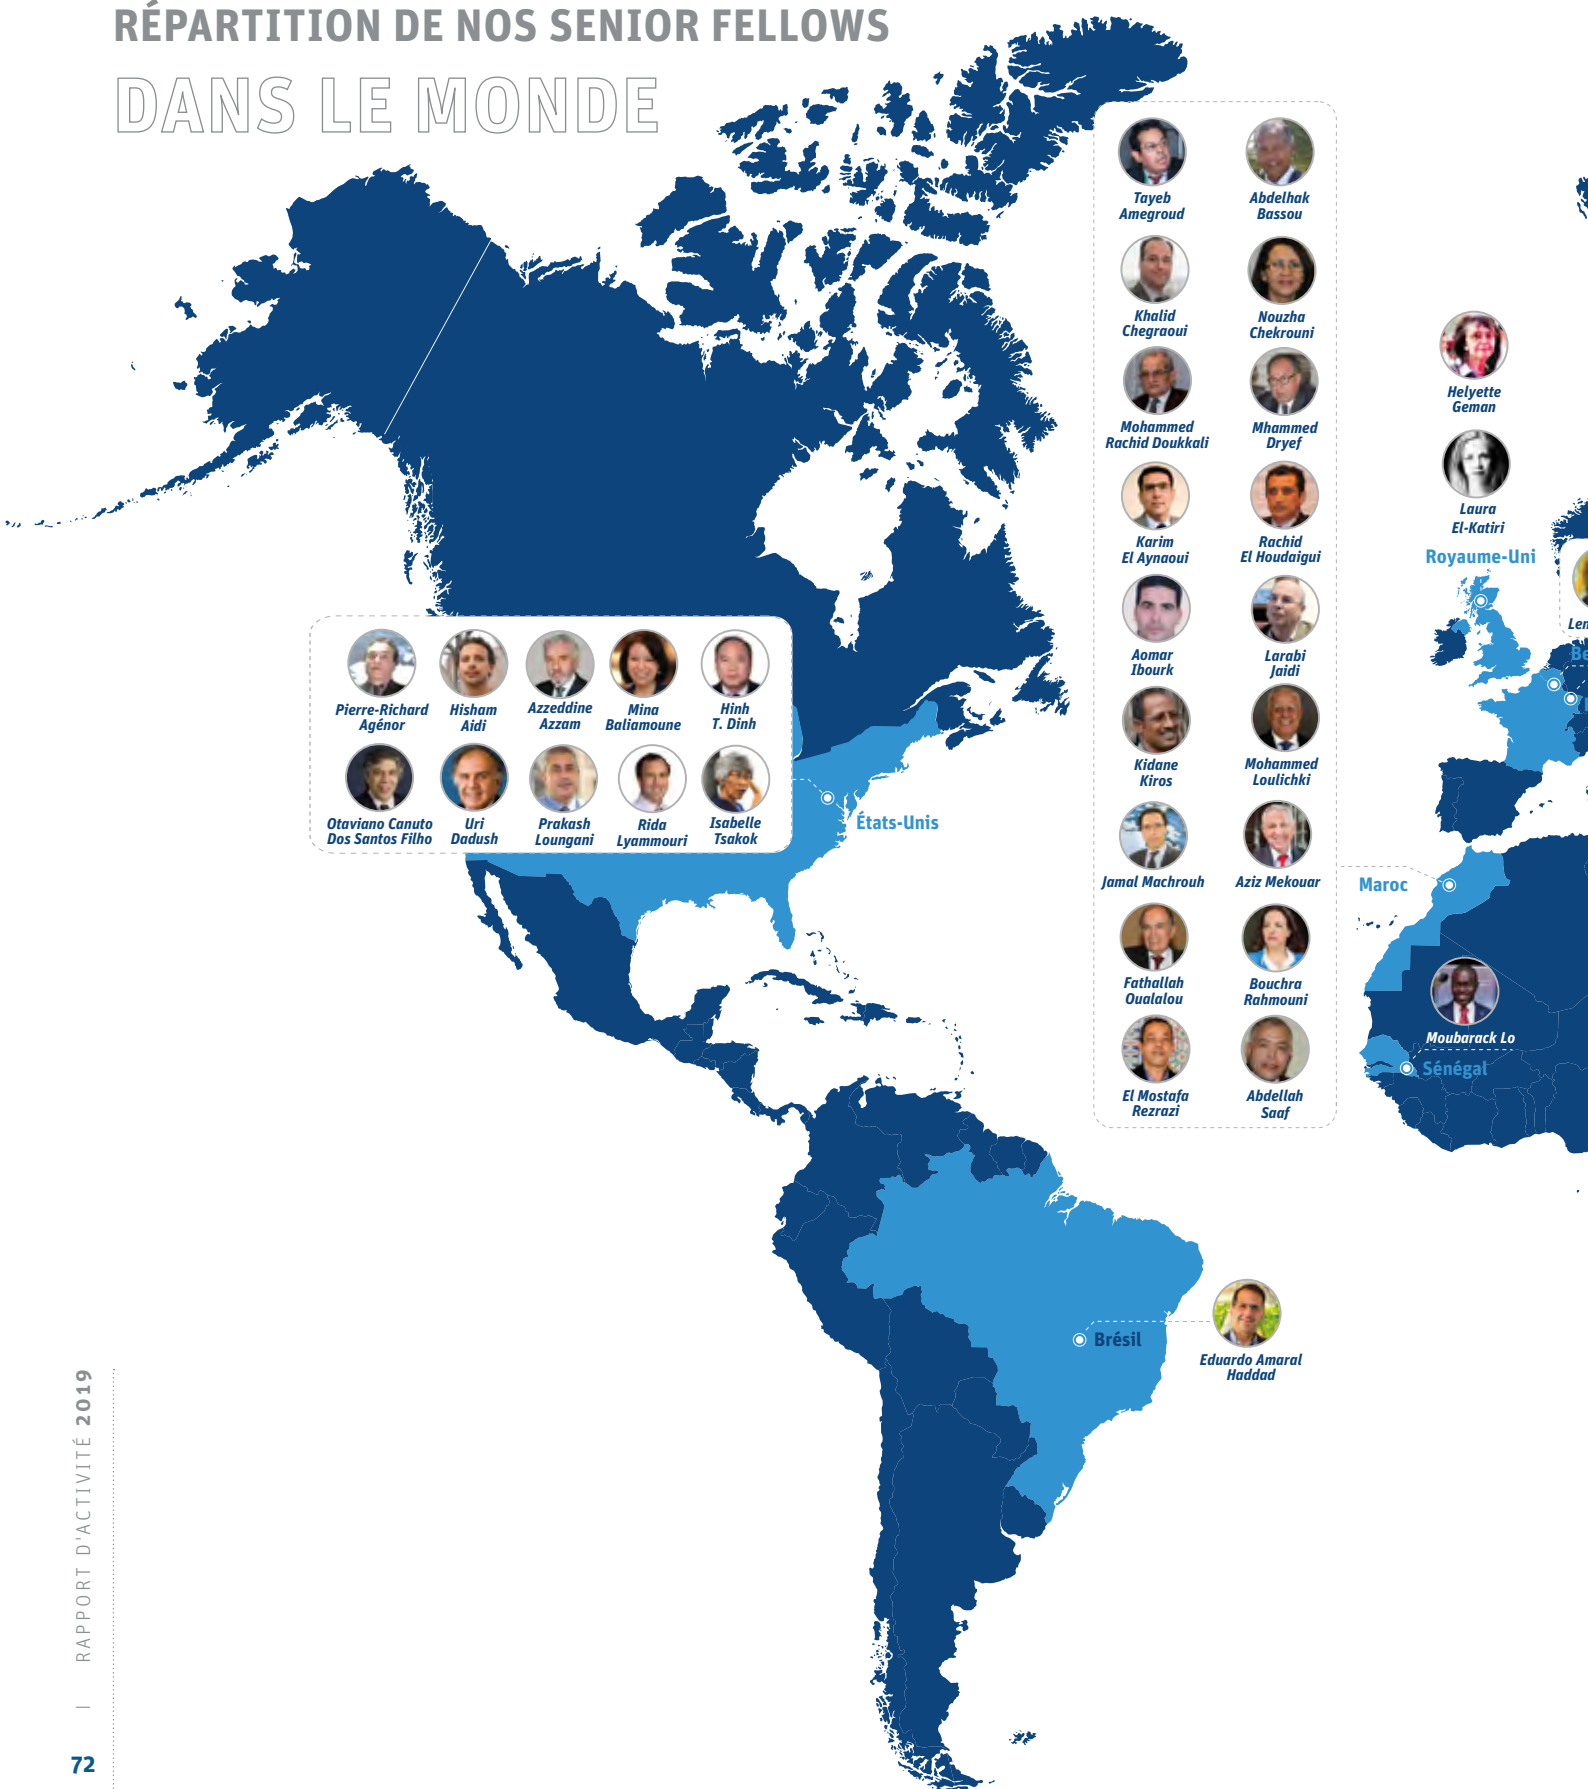 RÉPARTITION DE NOS SENIOR FELLOWS
DANS LE MONDE
Tayeb
Amegroud
Abdelhak
Bassou
Khalid
Chegraoui
Nouzha
Chekrouni
Mohammed
Rachid Doukkali
Mhammed
Dryef
Karim
El Aynaoui
Rachid
El Houdaigui
Aomar
Ibourk
Larabi
Jaidi
Kidane
Kiros
Mohammed
Loulichki
Jamal Machrouh
Aziz Mekouar
Fathallah
Oualalou
Bouchra
Rahmouni
El Mostafa
Rezrazi
Abdellah
Saaf
Maroc
Helyette
Geman
Laura
El-Katiri
Royaume-Uni
Len
Be
Pierre-Richard
Agénor
Hisham
Aidi
Azzeddine
Azzam
Mina
Baliamoune
Hinh
T. Dinh
Otaviano Canuto
Dos Santos Filho
Uri
Dadush
Prakash
Loungani
Rida
Lyammouri
Isabelle
Tsakok
États-Unis
Moubarack Lo
Sénégal
Brésil
Eduardo Amaral
Haddad
| RAPPORT D'ACTIVITÉ 2019
72